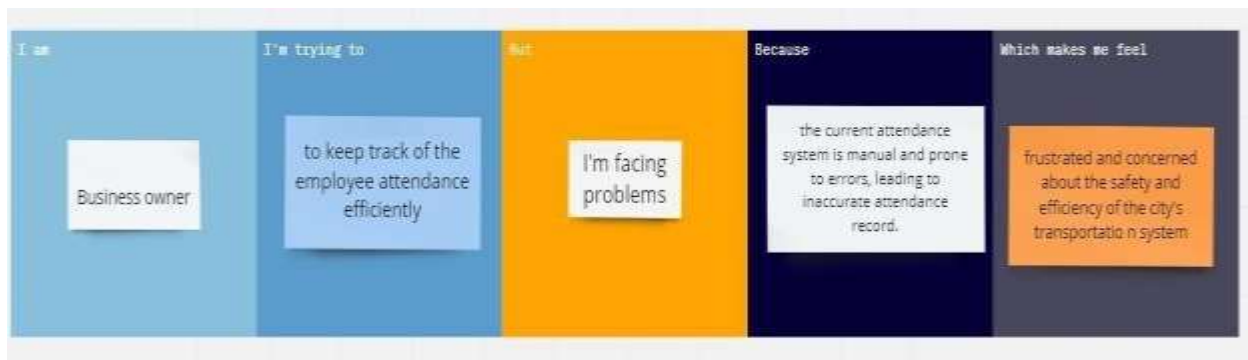 I am
I'm trying to
But
Because
Which makes me feel
Business owner
to keep track of the
employee attendance
efficiently
I'm facing
problems
the current attendance
system is manual and prone
to errors, leading to
inaccurate attendance
record.
frustrated and concerned
about the safety and
efficiency of the city's
transportatio n system